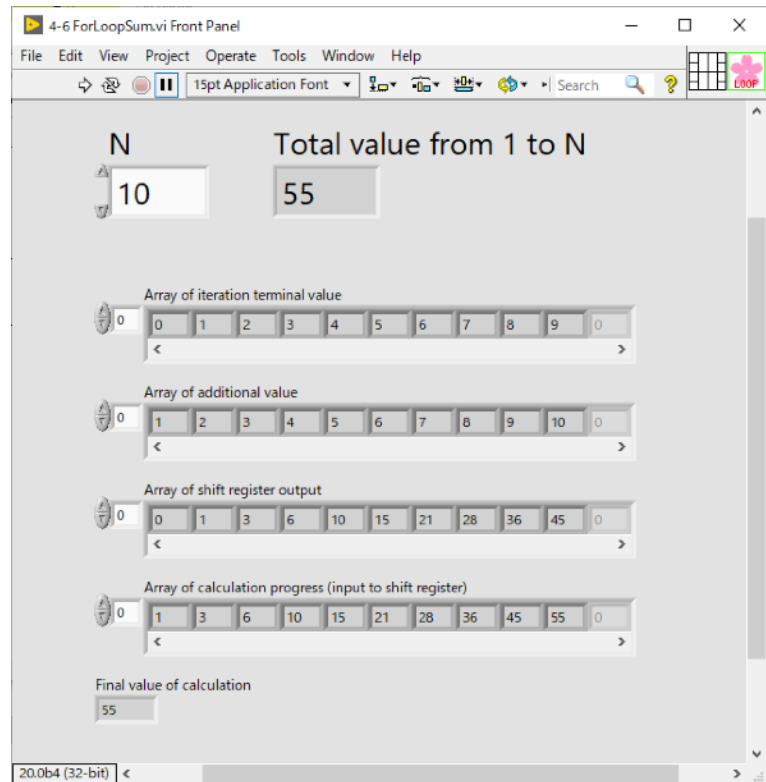 4-6 ForLoopSum.vi Front Panel
File Edit View Project Operate Tools Window Help
15pt Application Font Search ? LOOP
N Total value from 1 to N
10 55
Array of iteration terminal value
0 0 1 2 3 4 5 6 7 8 9 0
Array of additional value
0 1 2 3 4 5 6 7 8 9 10 0
Array of shift register output
0 0 1 3 6 10 15 21 28 36 45 0
Array of calculation progress (input to shift register)
0 1 3 6 10 15 21 28 36 45 55 0
Final value of calculation
55
20.0b4 (32-bit)